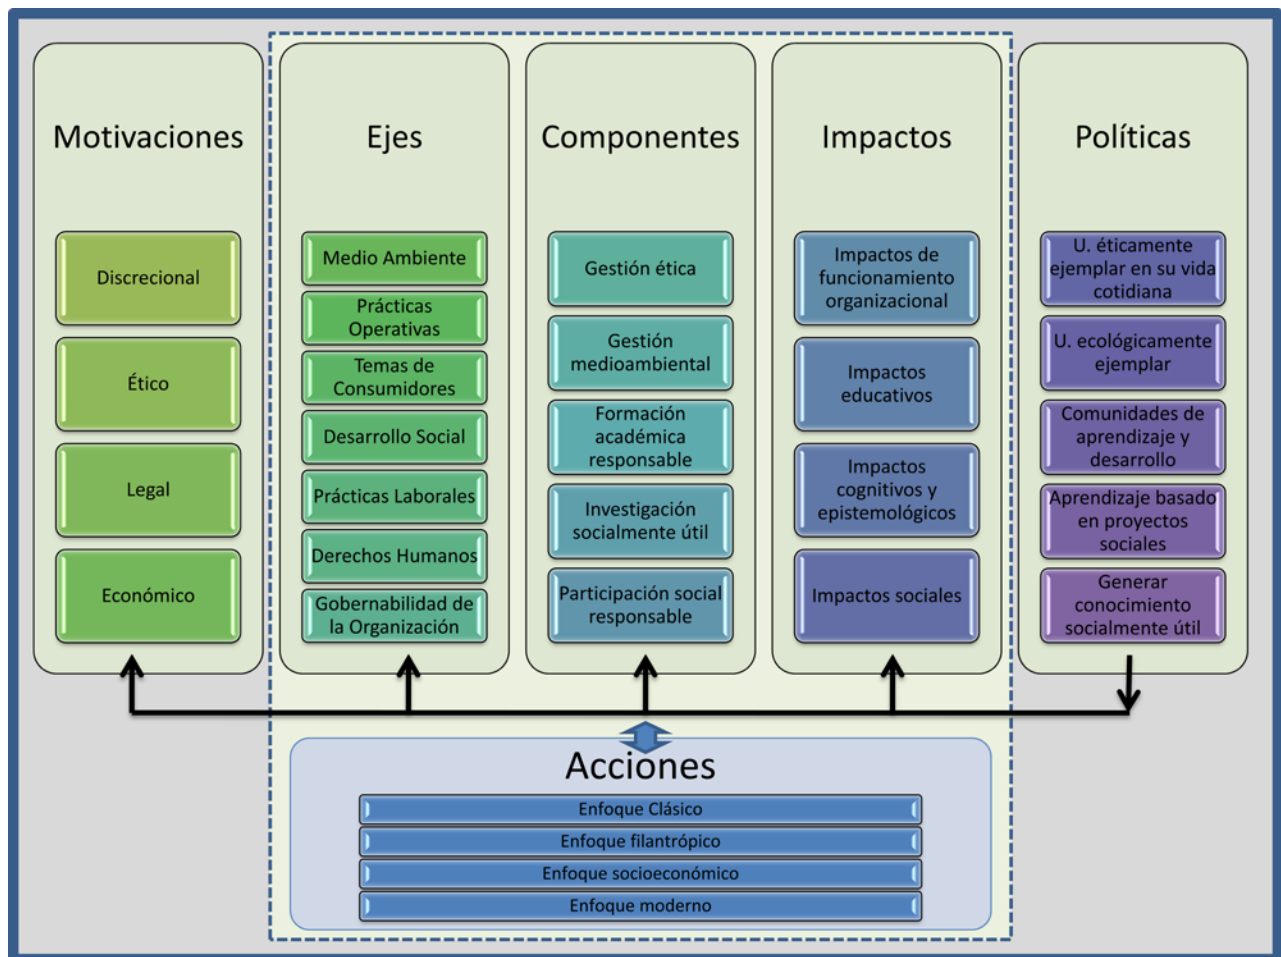 Motivaciones
Discrecional
Ético
Legal
Económico
Ejes
Medio Ambiente
Prácticas
Operativas
Temas de
Consumidores
Desarrollo Social
Prácticas Laborales
Derechos Humanos
Gobernabilidad de
la Organización
Componentes
Gestión ética
Gestión
medioambiental
Formación
académica
responsable
Investigación
socialmente útil
Participación social
responsable
Impactos
Impactos de
funcionamiento
organizacional
Impactos
educativos
Impactos
cognitivos y
epistemológicos
Impactos sociales
Políticas
U. éticamente
ejemplar en su vida
cotidiana
U. ecológicamente
ejemplar
Comunidades de
aprendizaje y
desarrollo
Aprendizaje basado
en proyectos
sociales
Generar
conocimiento
socialmente útil
Acciones
Enfoque Clásico
Enfoque filantrópico
Enfoque socioeconómico
Enfoque moderno